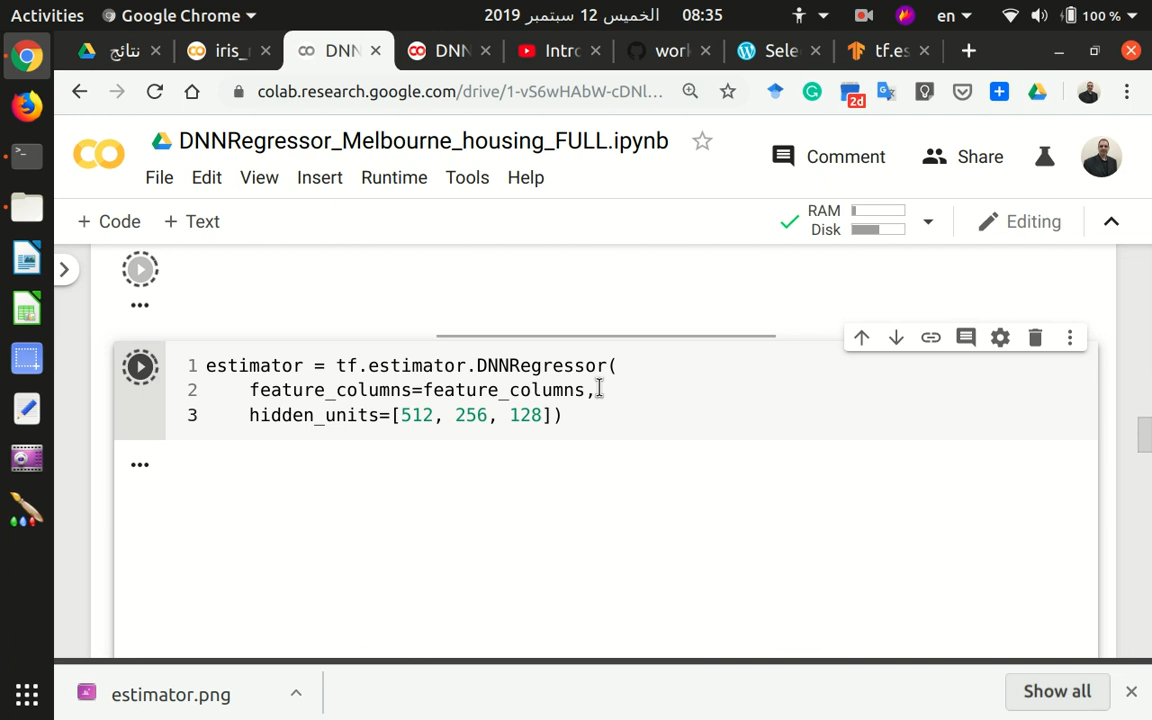 Activities Google Chrome الخميس 12 سبتمبر 2019 08:35 en 100 %
نتائج iris_ DNN DNN Intro work Sele tf.es
colab.research.google.com/drive/1-vS6wHAbW-cDNl... 2d
DNNRegressor_Melbourne_housing_FULL.ipynb Comment Share
File Edit View Insert Runtime Tools Help
+ Code + Text RAM Disk Editing
1 estimator = tf.estimator.DNNRegressor(
2 feature_columns=feature_columns,
3 hidden_units=[512, 256, 128])
estimator.png Show all